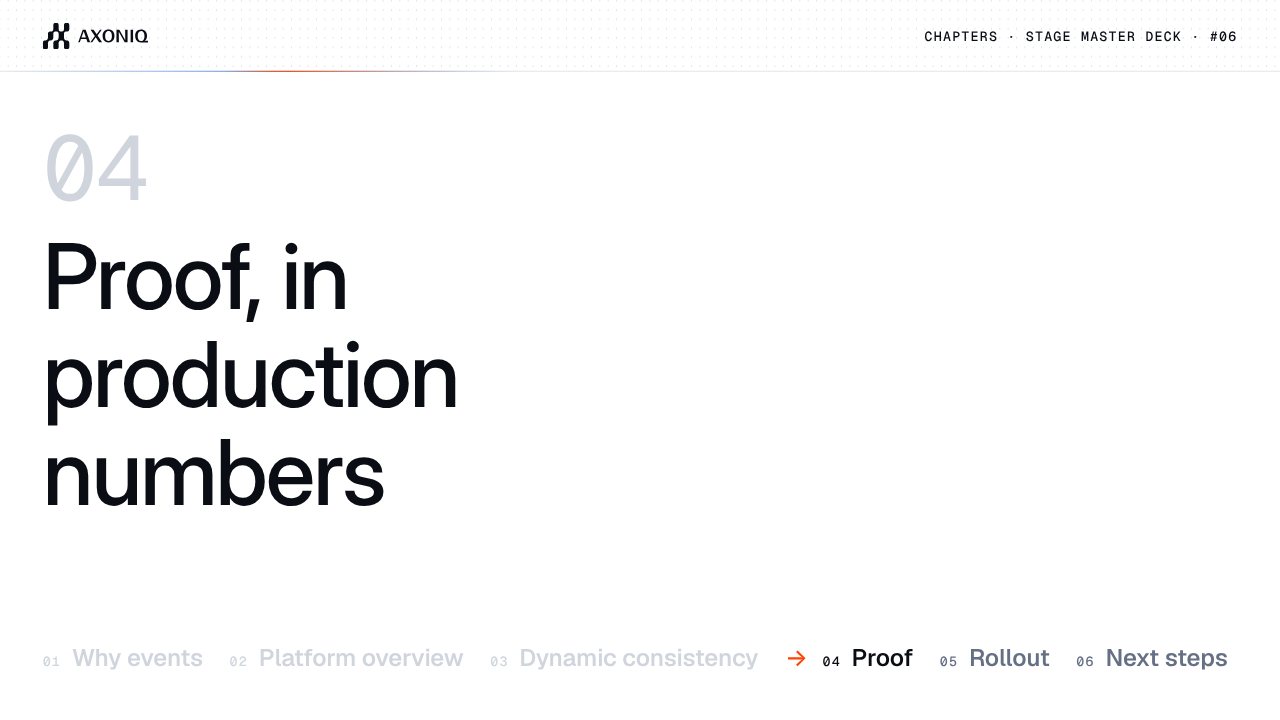 AXONIQ
CHAPTERS · STAGE MASTER DECK · #06
04
Proof, in
production
numbers
01 Why events 02 Platform overview 03 Dynamic consistency → 04 Proof 05 Rollout 06 Next steps